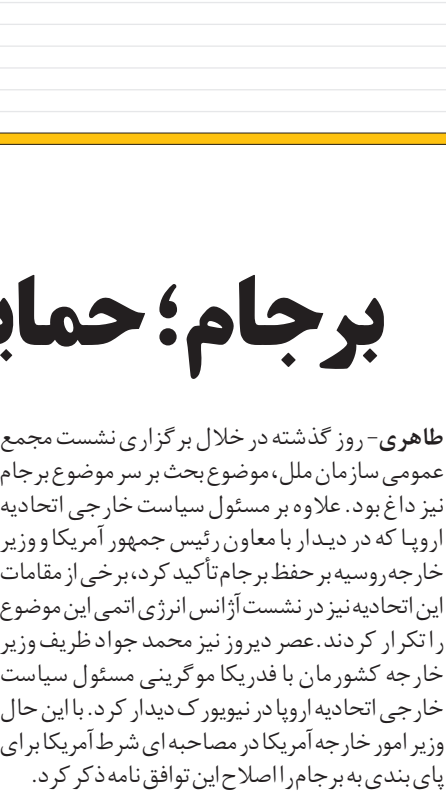 برجام؛
طاهری- روز گذشته در خلال برگزاری نشست مجمع
عمومی سازمان ملل، موضوع بحث بر سر موضوع برجام
نیز داغ بود. علاوه بر مسئول سیاست خارجی اتحادیه
اروپا که در دیدار با معاون رئیس جمهور آمریکا و وزیر
خارجه روسیه بر حفظ برجام تأکید کرد، برخی از مقامات
این اتحادیه نیز در نشست آژانس انرژی اتمی این موضوع
را تکرار کردند. عصر دیروز نیز محمد جواد ظریف وزیر
خارجه کشورمان با فدریکا موگرینی مسئول سیاست
خارجی اتحادیه اروپا در نیویورک دیدار کرد. با این حال
وزیر امور خارجه آمریکا در مصاحبه ای شرط آمریکا برای
پای بندی به برجام را اصلاح این توافق نامه ذکر کرد.